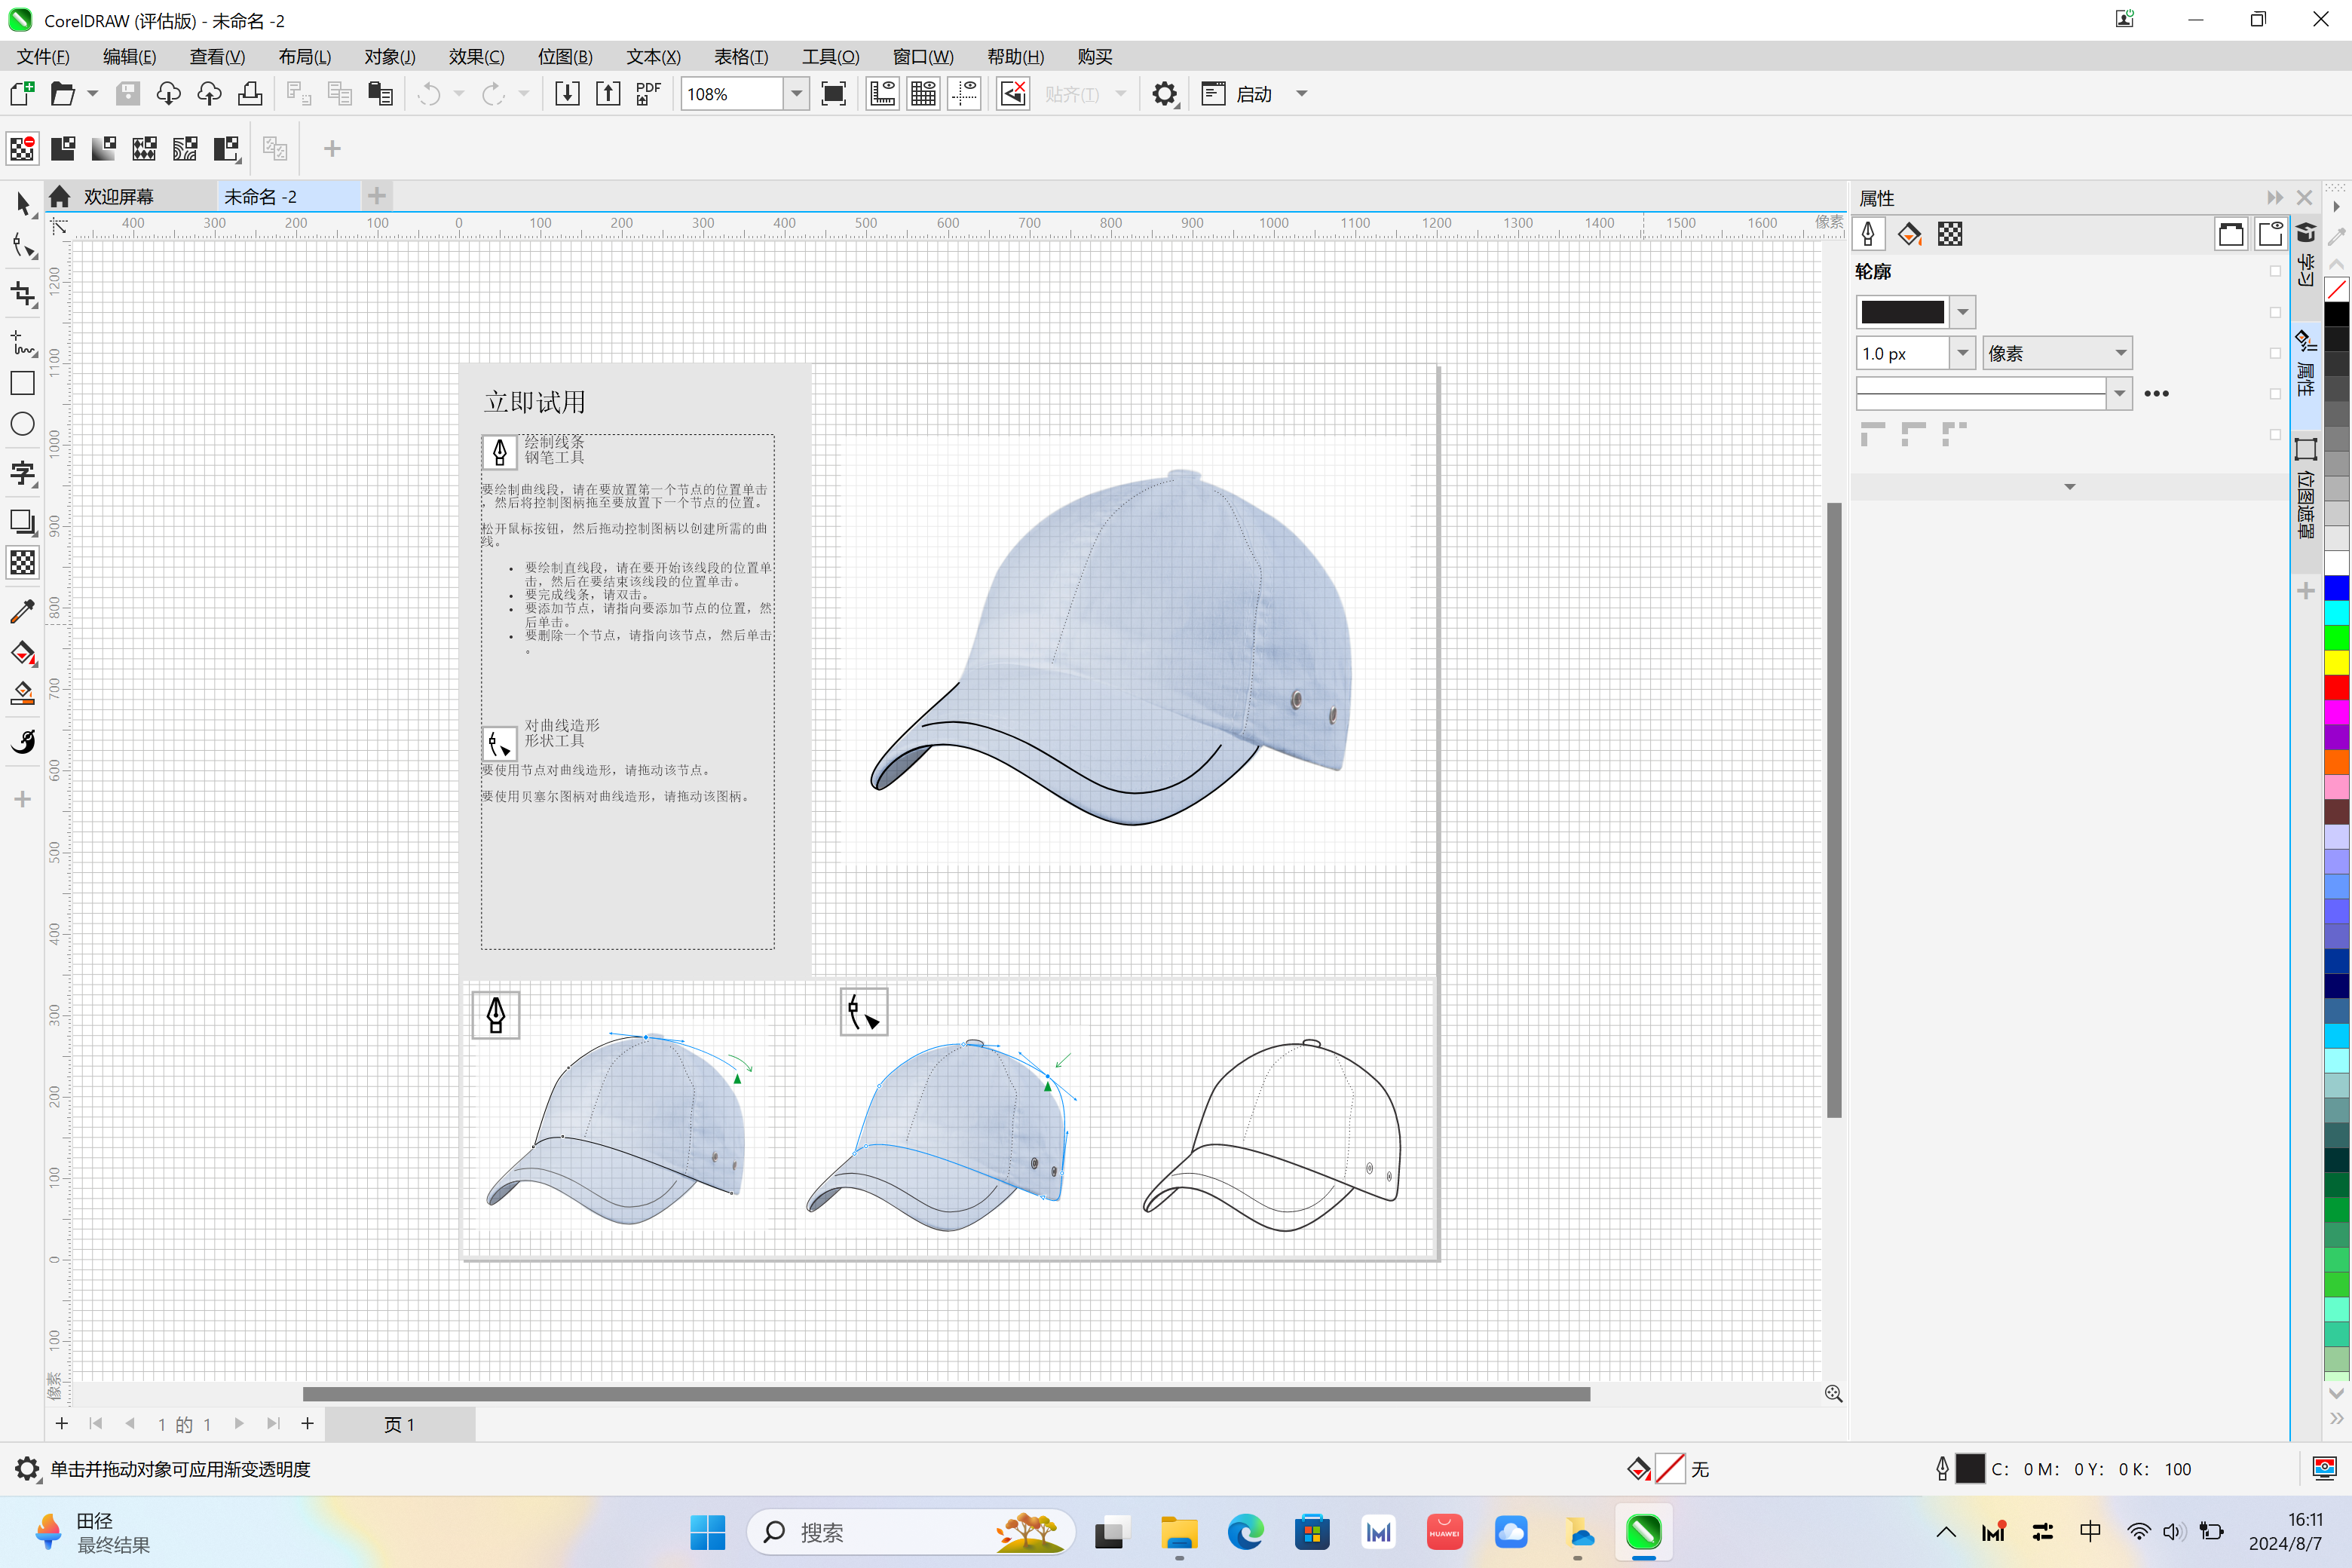 CorelDRAW (评估版) - 未命名 -2
文件(F) 编辑(E) 查看(V) 布局(L) 对象(J) 效果(C) 位图(B) 文本(X) 表格(T) 工具(O) 窗口(W) 帮助(H) 购买
PDF 108% 贴齐(T) 启动
欢迎屏幕 未命名 -2
400 300 200 100 0 100 200 300 400 500 600 700 800 900 1000 1100 1200 1300 1400 1500 1600 像素
1200
1100
1000
900
800
700
600
500
400
300
200
100
0
100
像素
立即试用
绘制线条
钢笔工具
要绘制曲线段，请在要放置第一个节点的位置单击
，然后将控制图柄拖至要放置下一个节点的位置。
松开鼠标按钮，然后拖动控制图柄以创建所需的曲
线。
• 要绘制直线段，请在要开始该线段的位置单
击，然后在要结束该线段的位置单击。
• 要完成线条，请双击。
• 要添加节点，请指向要添加节点的位置，然
后单击。
• 要删除一个节点，请指向该节点，然后单击
。
对曲线造形
形状工具
要使用节点对曲线造形，请拖动该节点。
要使用贝塞尔图柄对曲线造形，请拖动该图柄。
字
属性
轮廓
1.0 px 像素
学习
属性
位图遮罩
1 的 1 页 1
单击并拖动对象可应用渐变透明度
无
C: 0 M: 0 Y: 0 K: 100
田径
最终结果
搜索
HUAWEI
中
16:11
2024/8/7